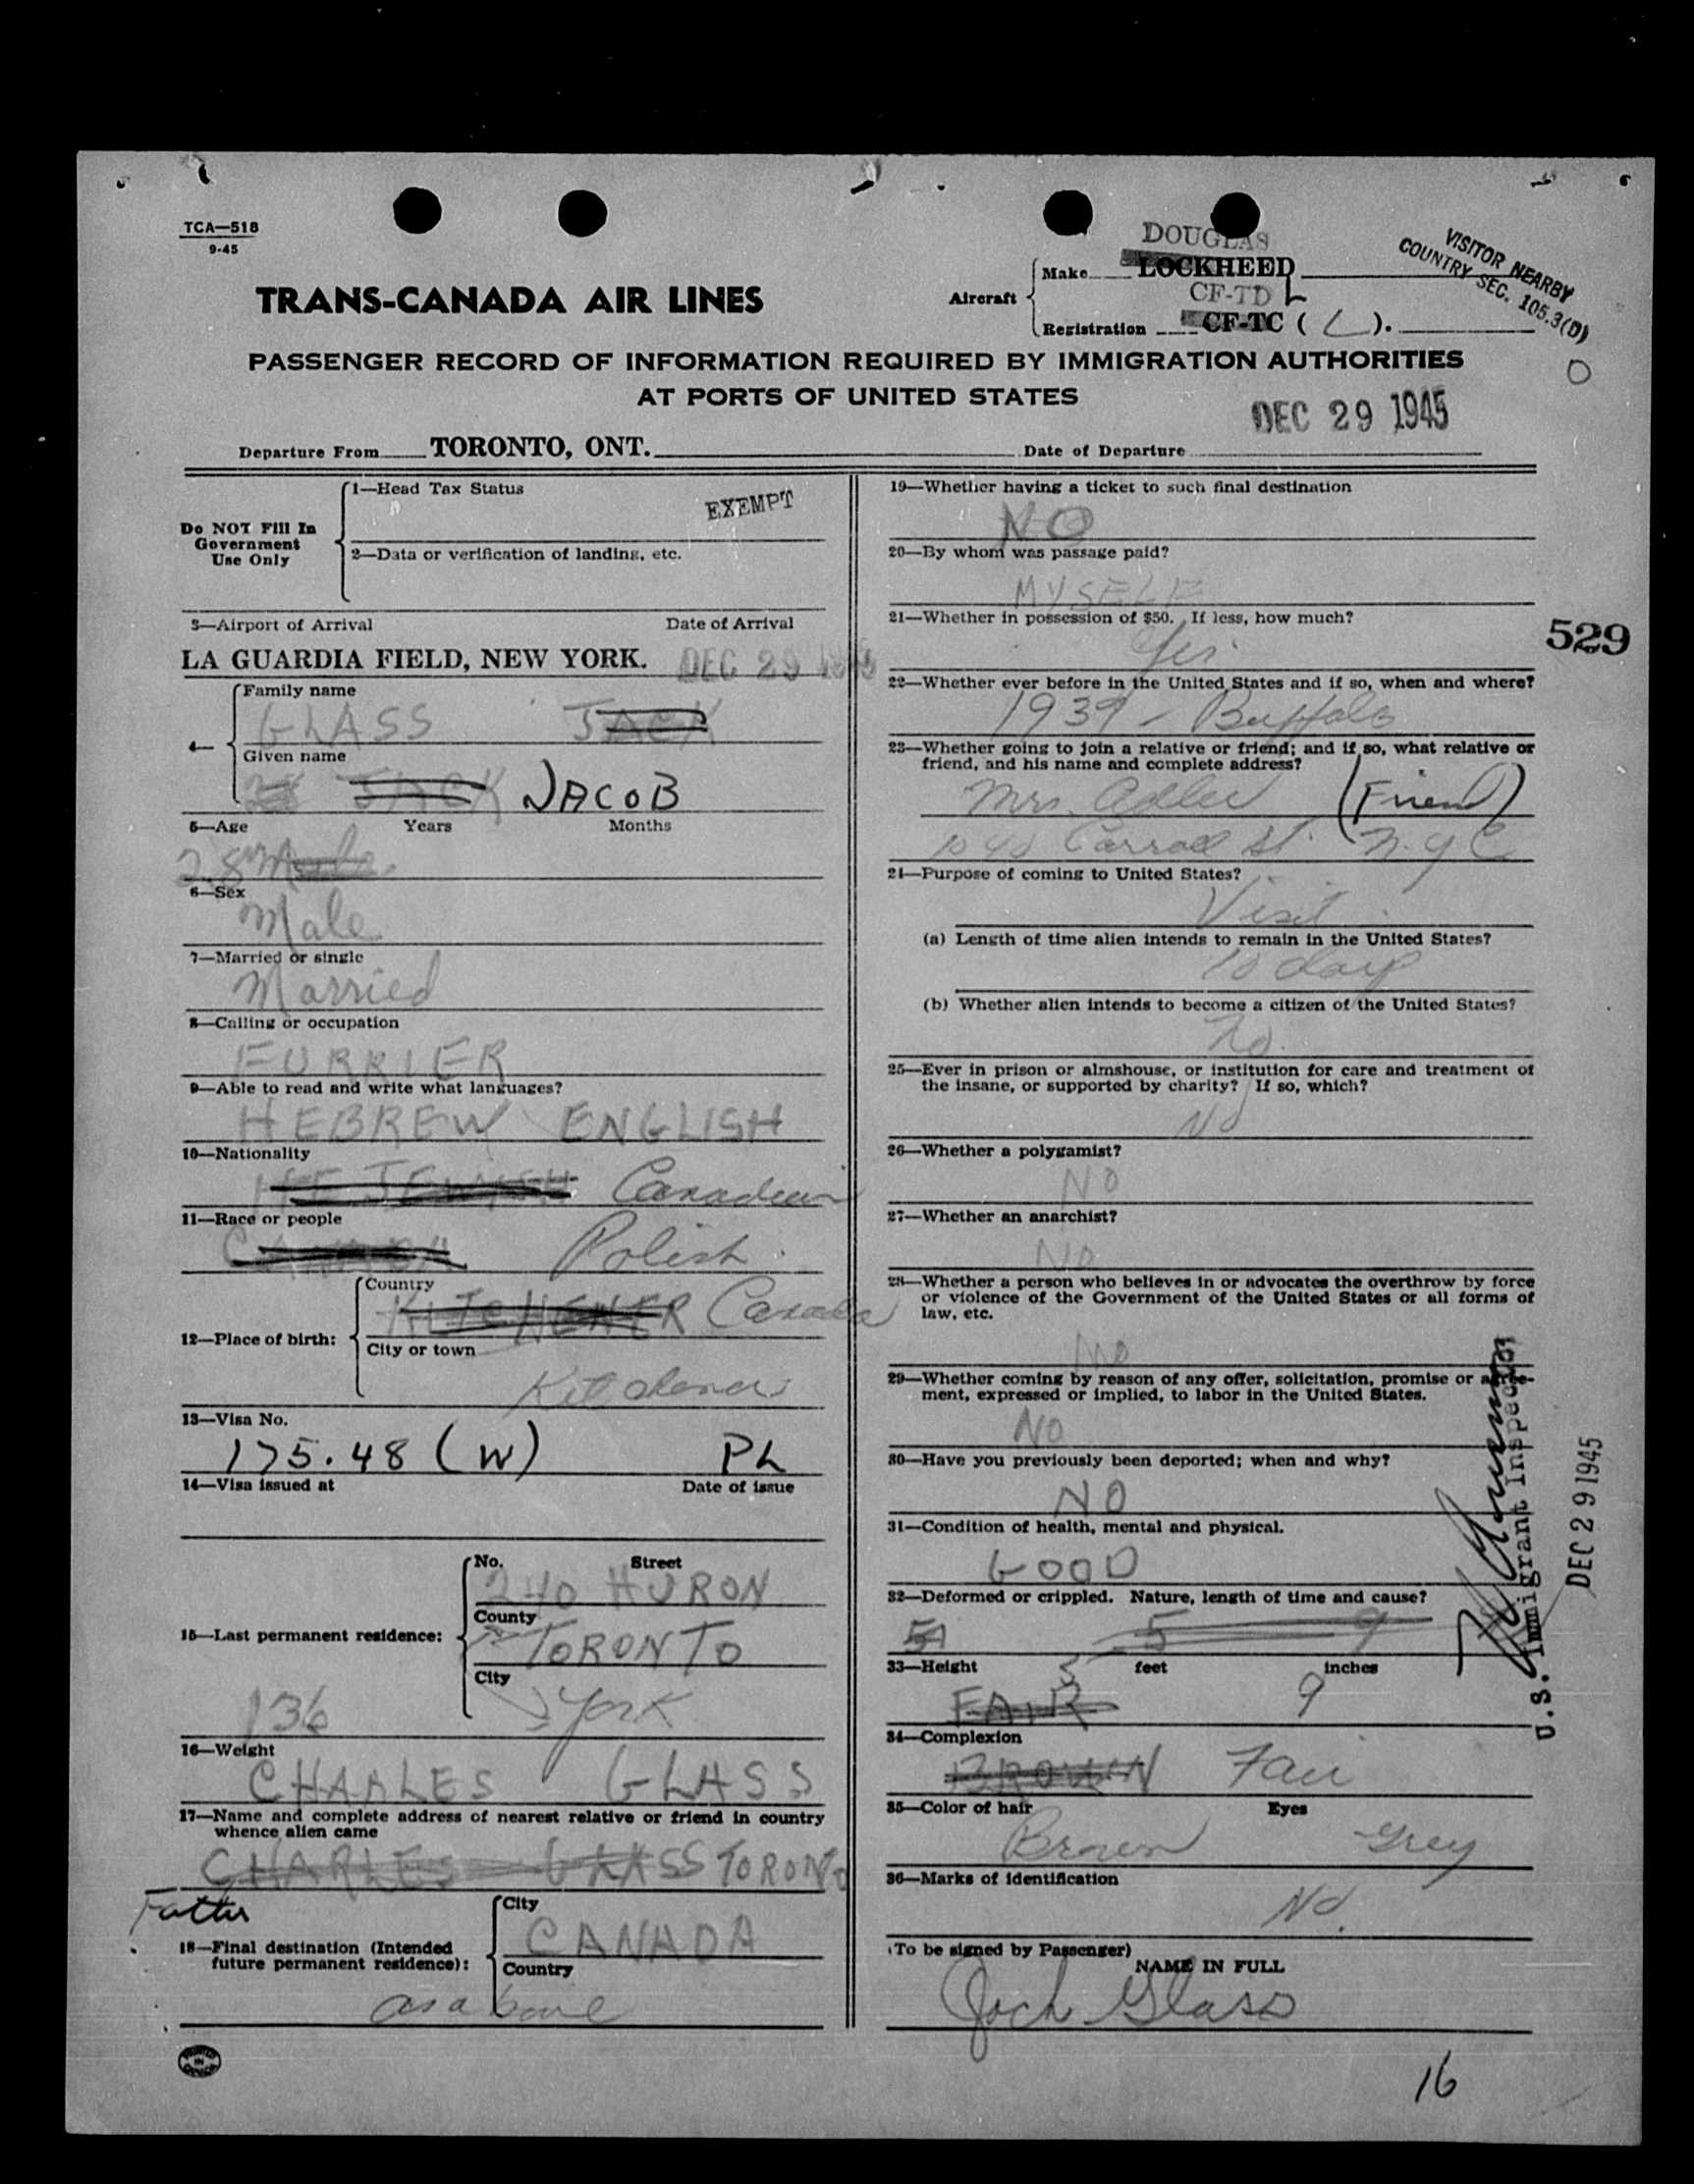 TCA—518
9-45
TRANS-CANADA AIR LINES
Aircraft
DOUGLAS
Make LOCKHEED
CF-TD L
Registration CF-TC ( L ).
VISITOR NEARBY
COUNTRY SEC. 105.3(D)
O
PASSENGER RECORD OF INFORMATION REQUIRED BY IMMIGRATION AUTHORITIES
AT PORTS OF UNITED STATES
DEC 29 1945
Departure From TORONTO, ONT. Date of Departure
Do NOT Fill In
Government
Use Only
1—Head Tax Status
EXEMPT
2—Data or verification of landing, etc.
3—Airport of Arrival Date of Arrival
LA GUARDIA FIELD, NEW YORK. DEC 29 1945
4—
Family name
GLASS JACK
Given name
JACK JACOB
5—Age Years Months
28 Male
6—Sex
Male
7—Married or single
Married
8—Calling or occupation
FURRIER
9—Able to read and write what languages?
HEBREW ENGLISH
10—Nationality
JEWISH Canadian
11—Race or people
CANADA Polish
12—Place of birth:
Country
KITCHENER Canada
City or town
Kitchener
13—Visa No.
175.48 (W) PL
14—Visa issued at Date of issue
15—Last permanent residence:
No. Street
240 HURON
County
TORONTO
City
York
136
16—Weight
CHARLES GLASS
17—Name and complete address of nearest relative or friend in country
whence alien came
CHARLES GLASS TORONTO
Father
18—Final destination (Intended
future permanent residence):
City
CANADA
Country
as above
19—Whether having a ticket to such final destination
NO
20—By whom was passage paid?
MYSELF
21—Whether in possession of $50. If less, how much?
Yes
529
22—Whether ever before in the United States and if so, when and where?
1939 - Buffalo
23—Whether going to join a relative or friend; and if so, what relative or
friend, and his name and complete address?
Mrs. Adler (Friend)
1040 Carroll St. N.Y.C.
24—Purpose of coming to United States?
Visit
(a) Length of time alien intends to remain in the United States?
10 days
(b) Whether alien intends to become a citizen of the United States?
No.
25—Ever in prison or almshouse, or institution for care and treatment of
the insane, or supported by charity? If so, which?
NO
26—Whether a polygamist?
NO
27—Whether an anarchist?
NO
28—Whether a person who believes in or advocates the overthrow by force
or violence of the Government of the United States or all forms of
law, etc.
NO
29—Whether coming by reason of any offer, solicitation, promise or agree-
ment, expressed or implied, to labor in the United States.
NO
30—Have you previously been deported; when and why?
NO
31—Condition of health, mental and physical.
GOOD
32—Deformed or crippled. Nature, length of time and cause?
5 9
33—Height 5 feet inches
FAIR 9
34—Complexion
BROWN Fair
35—Color of hair Eyes
Brown Grey
36—Marks of identification
No.
(To be signed by Passenger)
NAME IN FULL
Jack Glass
U.S. Immigrant Inspector
DEC 29 1945
16
PRINTED
IN
CANADA